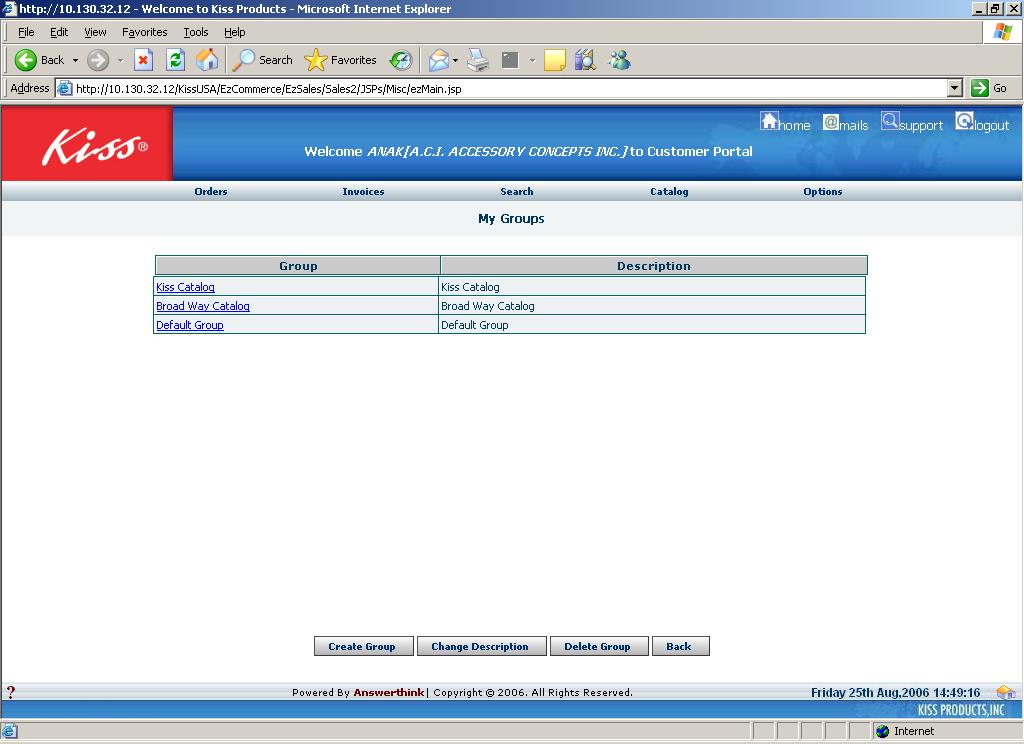 http://10.130.32.12 - Welcome to Kiss Products - Microsoft Internet Explorer
File Edit View Favorites Tools Help
Back Search Favorites
Address http://10.130.32.12/KissUSA/EzCommerce/EzSales/Sales2/JSPs/Misc/ezMain.jsp Go
Kiss®
home @mails support logout
Welcome ANAK[A.C.I. ACCESSORY CONCEPTS INC.]to Customer Portal
Orders Invoices Search Catalog Options
My Groups
Group Description
Kiss Catalog Kiss Catalog
Broad Way Catalog Broad Way Catalog
Default Group Default Group
Create Group Change Description Delete Group Back
? Powered By Answerthink| Copyright © 2006. All Rights Reserved. Friday 25th Aug,2006 14:49:16
KISS PRODUCTS,INC
Internet